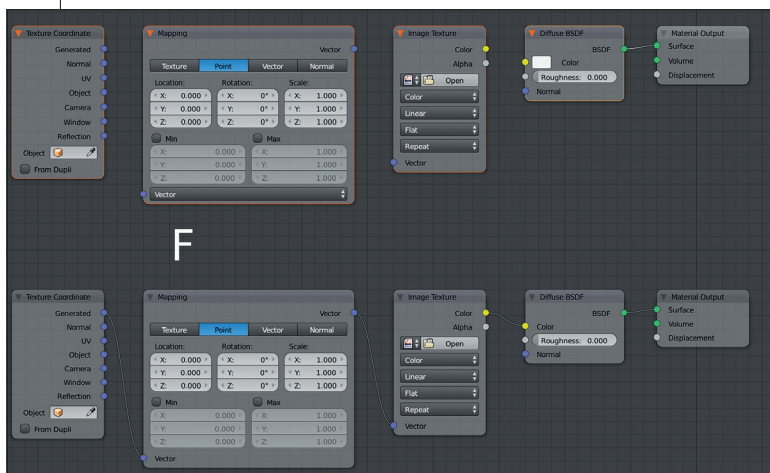 Texture Coordinate
Generated
Normal
UV
Object
Camera
Window
Reflection
Object
From Dupli
Mapping
Vector
Texture Point Vector Normal
Location: Rotation: Scale:
X: 0.000 X: 0° X: 1.000
Y: 0.000 Y: 0° Y: 1.000
Z: 0.000 Z: 0° Z: 1.000
Min Max
X: 0.000 X: 1.000
Y: 0.000 Y: 1.000
Z: 0.000 Z: 1.000
Vector
Image Texture
Color
Alpha
Open
Color
Linear
Flat
Repeat
Vector
Diffuse BSDF
BSDF
Color
Roughness: 0.000
Normal
Material Output
Surface
Volume
Displacement
F
Texture Coordinate
Generated
Normal
UV
Object
Camera
Window
Reflection
Object
From Dupli
Mapping
Vector
Texture Point Vector Normal
Location: Rotation: Scale:
X: 0.000 X: 0° X: 1.000
Y: 0.000 Y: 0° Y: 1.000
Z: 0.000 Z: 0° Z: 1.000
Min Max
X: 0.000 X: 1.000
Y: 0.000 Y: 1.000
Z: 0.000 Z: 1.000
Vector
Image Texture
Color
Alpha
Open
Color
Linear
Flat
Repeat
Vector
Diffuse BSDF
BSDF
Color
Roughness: 0.000
Normal
Material Output
Surface
Volume
Displacement